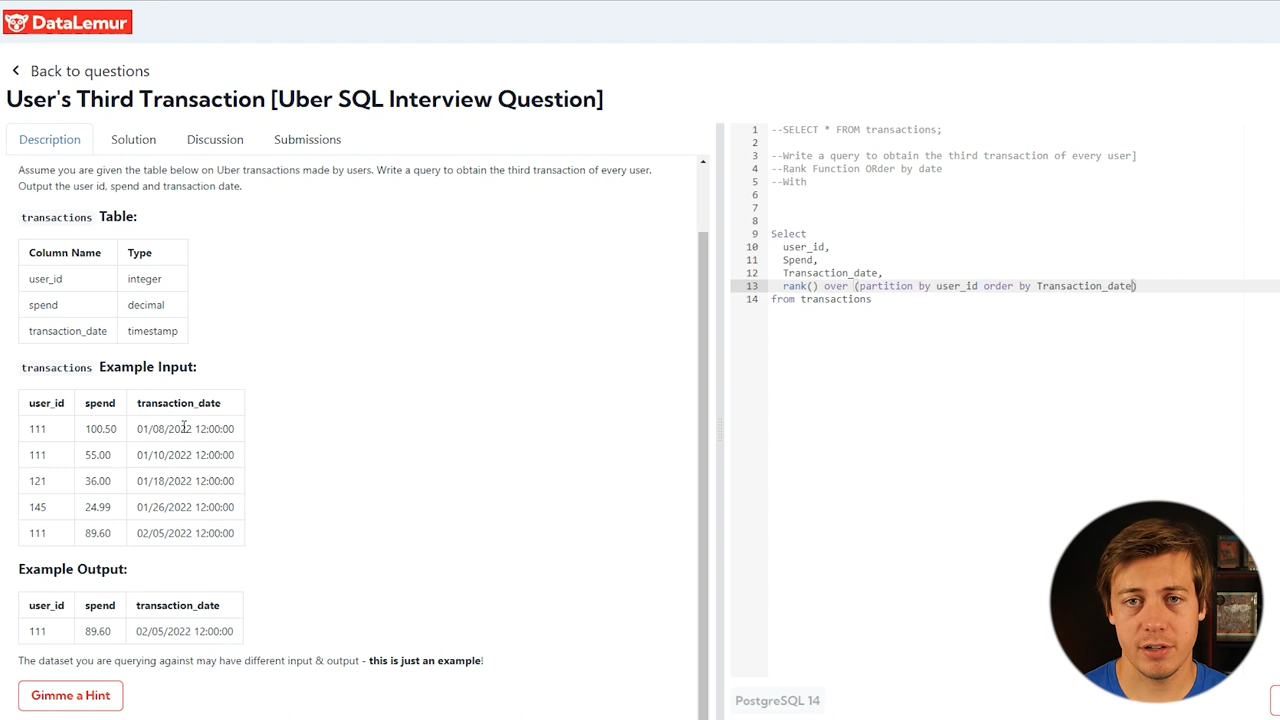 DataLemur
Back to questions
User's Third Transaction [Uber SQL Interview Question]
Description Solution Discussion Submissions
Assume you are given the table below on Uber transactions made by users. Write a query to obtain the third transaction of every user.
Output the user id, spend and transaction date.
transactions Table:
Column Name Type
user_id integer
spend decimal
transaction_date timestamp
transactions Example Input:
user_id spend transaction_date
111 100.50 01/08/2022 12:00:00
111 55.00 01/10/2022 12:00:00
121 36.00 01/18/2022 12:00:00
145 24.99 01/26/2022 12:00:00
111 89.60 02/05/2022 12:00:00
Example Output:
user_id spend transaction_date
111 89.60 02/05/2022 12:00:00
The dataset you are querying against may have different input & output - this is just an example!
Gimme a Hint
1 --SELECT * FROM transactions;
2
3 --Write a query to obtain the third transaction of every user]
4 --Rank Function ORder by date
5 --With
6
7
8
9 Select
10 user_id,
11 Spend,
12 Transaction_date,
13 rank() over (partition by user_id order by Transaction_date)
14 from transactions
PostgreSQL 14